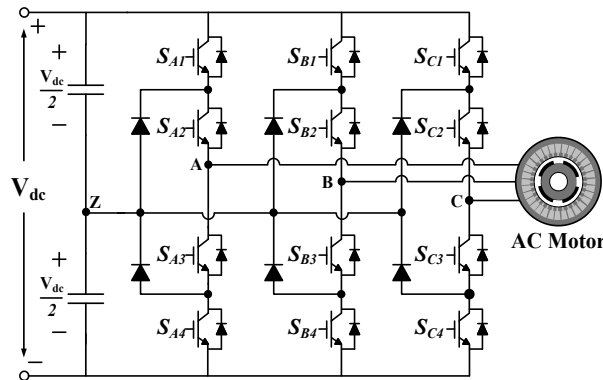 +
+
V_dc
2
−
V_dc
Z
+
V_dc
2
−
−
S_A1
S_B1
S_C1
S_A2
S_B2
S_C2
A
B
C
AC Motor
S_A3
S_B3
S_C3
S_A4
S_B4
S_C4